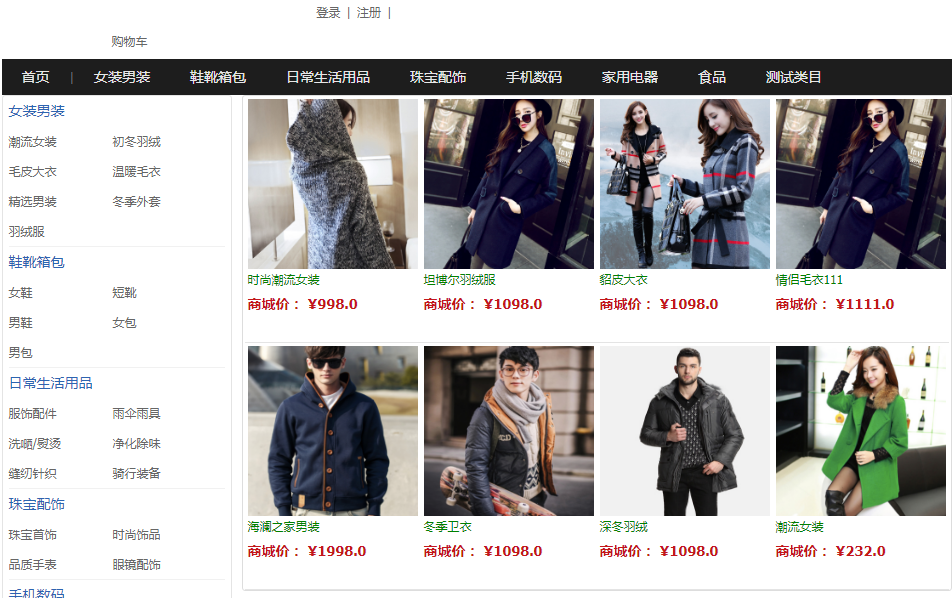 登录 | 注册 |
购物车
首页 | 女装男装 鞋靴箱包 日常生活用品 珠宝配饰 手机数码 家用电器 食品 测试类目
女装男装
潮流女装 初冬羽绒
毛皮大衣 温暖毛衣
精选男装 冬季外套
羽绒服
鞋靴箱包
女鞋 短靴
男鞋 女包
男包
日常生活用品
服饰配件 雨伞雨具
洗晒/熨烫 净化除味
缝纫针织 骑行装备
珠宝配饰
珠宝首饰 时尚饰品
品质手表 眼镜配饰
手机数码
时尚潮流女装 坦博尔羽绒服 貂皮大衣 情侣毛衣111
商城价： ¥998.0 商城价： ¥1098.0 商城价： ¥1098.0 商城价： ¥1111.0
海澜之家男装 冬季卫衣 深冬羽绒 潮流女装
商城价： ¥1998.0 商城价： ¥1098.0 商城价： ¥1098.0 商城价： ¥232.0